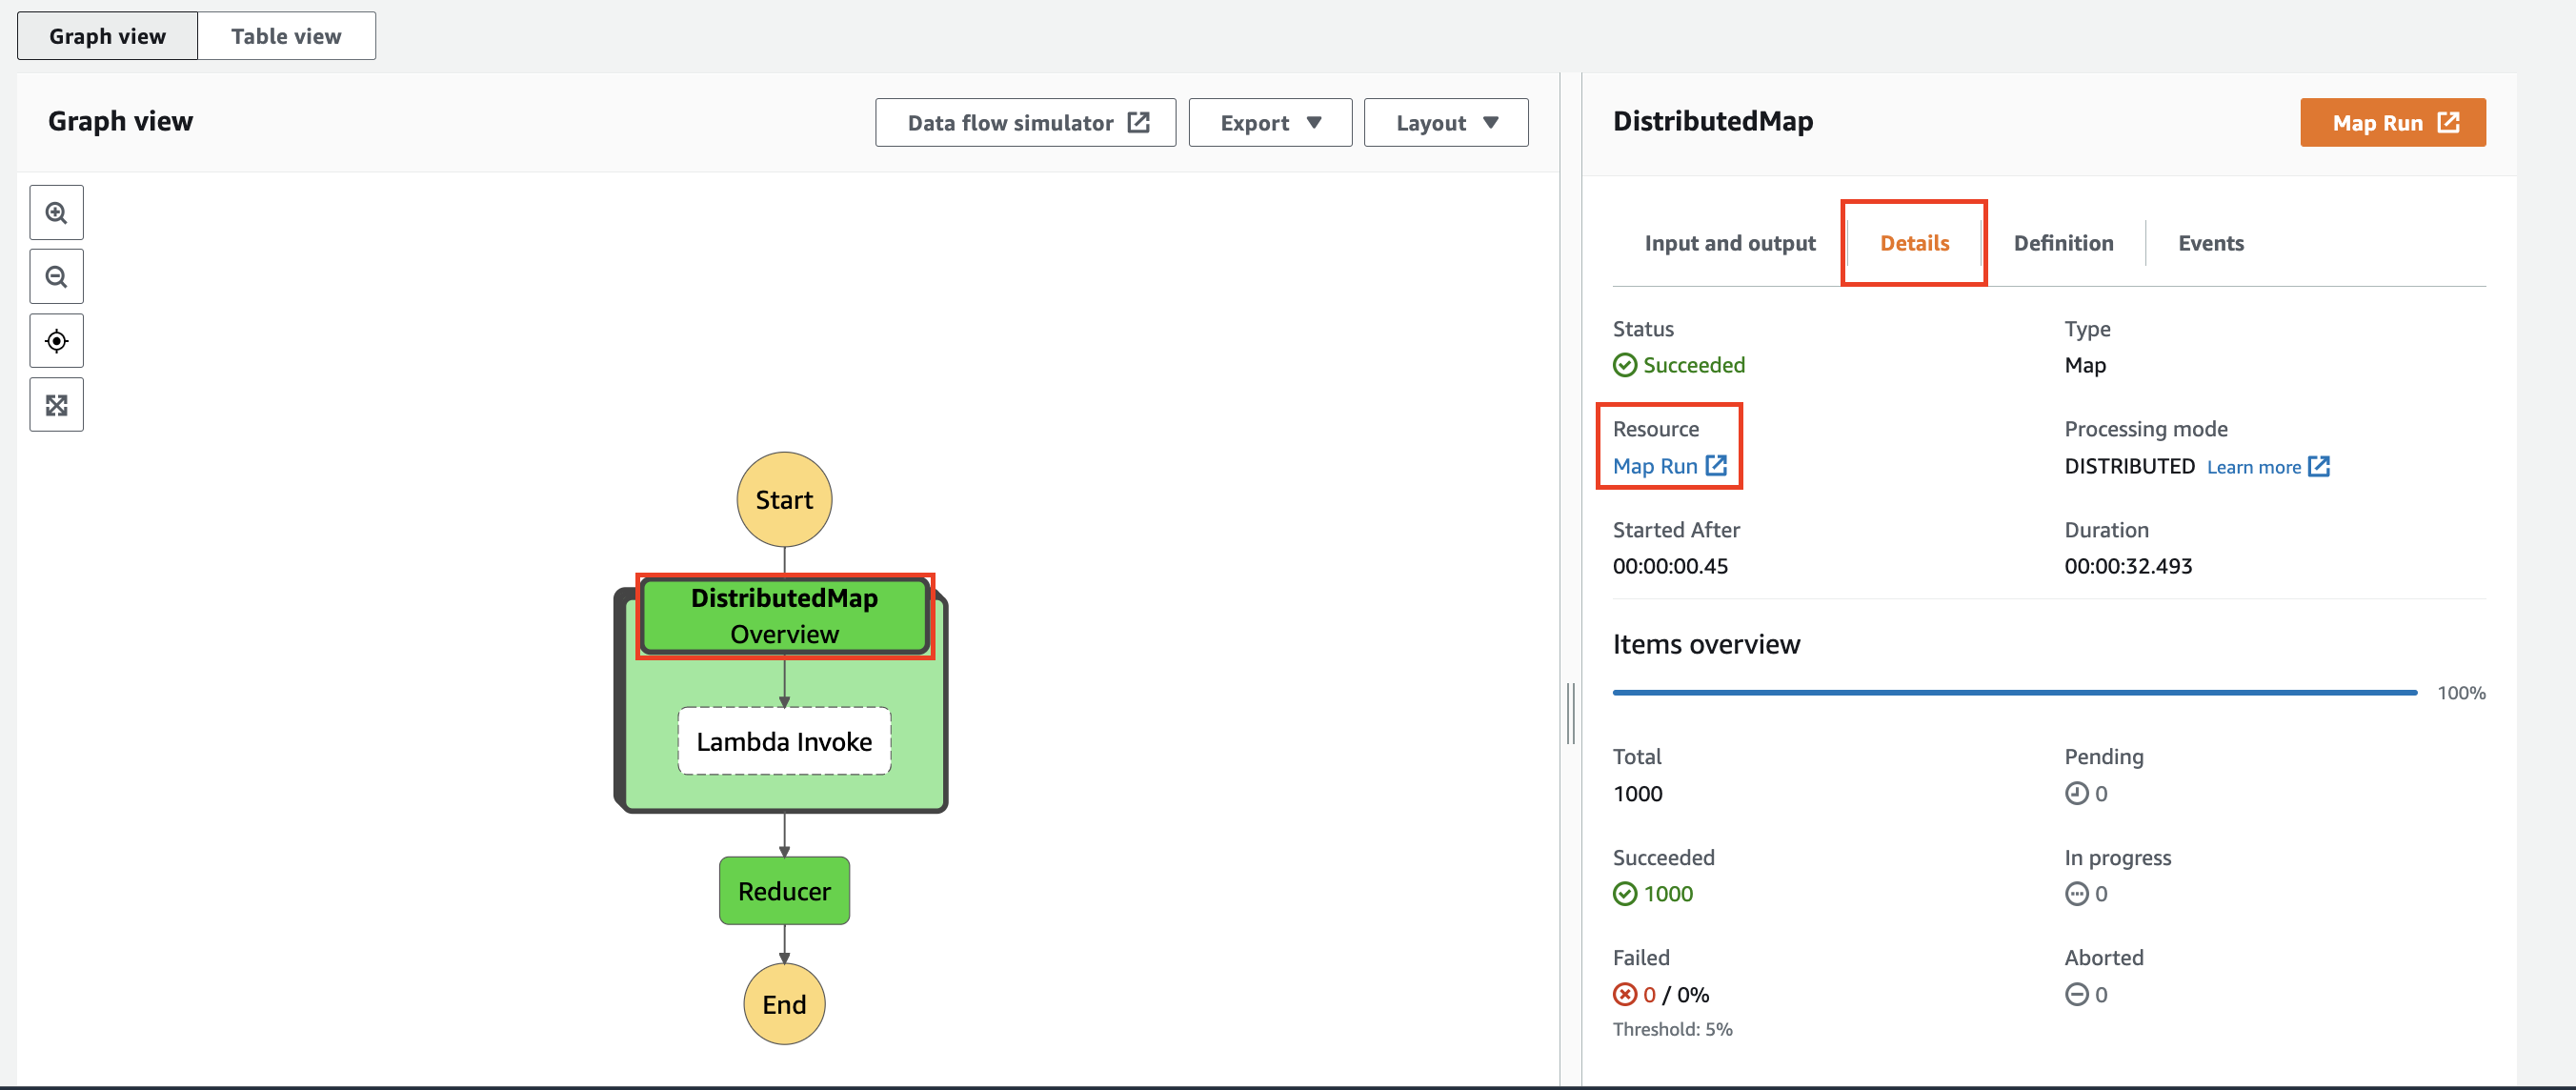 Graph view
Table view
Graph view
Data flow simulator
Export
Layout
Start
DistributedMap
Overview
Lambda Invoke
Reducer
End
DistributedMap
Map Run
Input and output
Details
Definition
Events
Status
Type
Succeeded
Map
Resource
Processing mode
Map Run
DISTRIBUTED Learn more
Started After
Duration
00:00:00.45
00:00:32.493
Items overview
100%
Total
Pending
1000
0
Succeeded
In progress
1000
0
Failed
Aborted
0 / 0%
0
Threshold: 5%